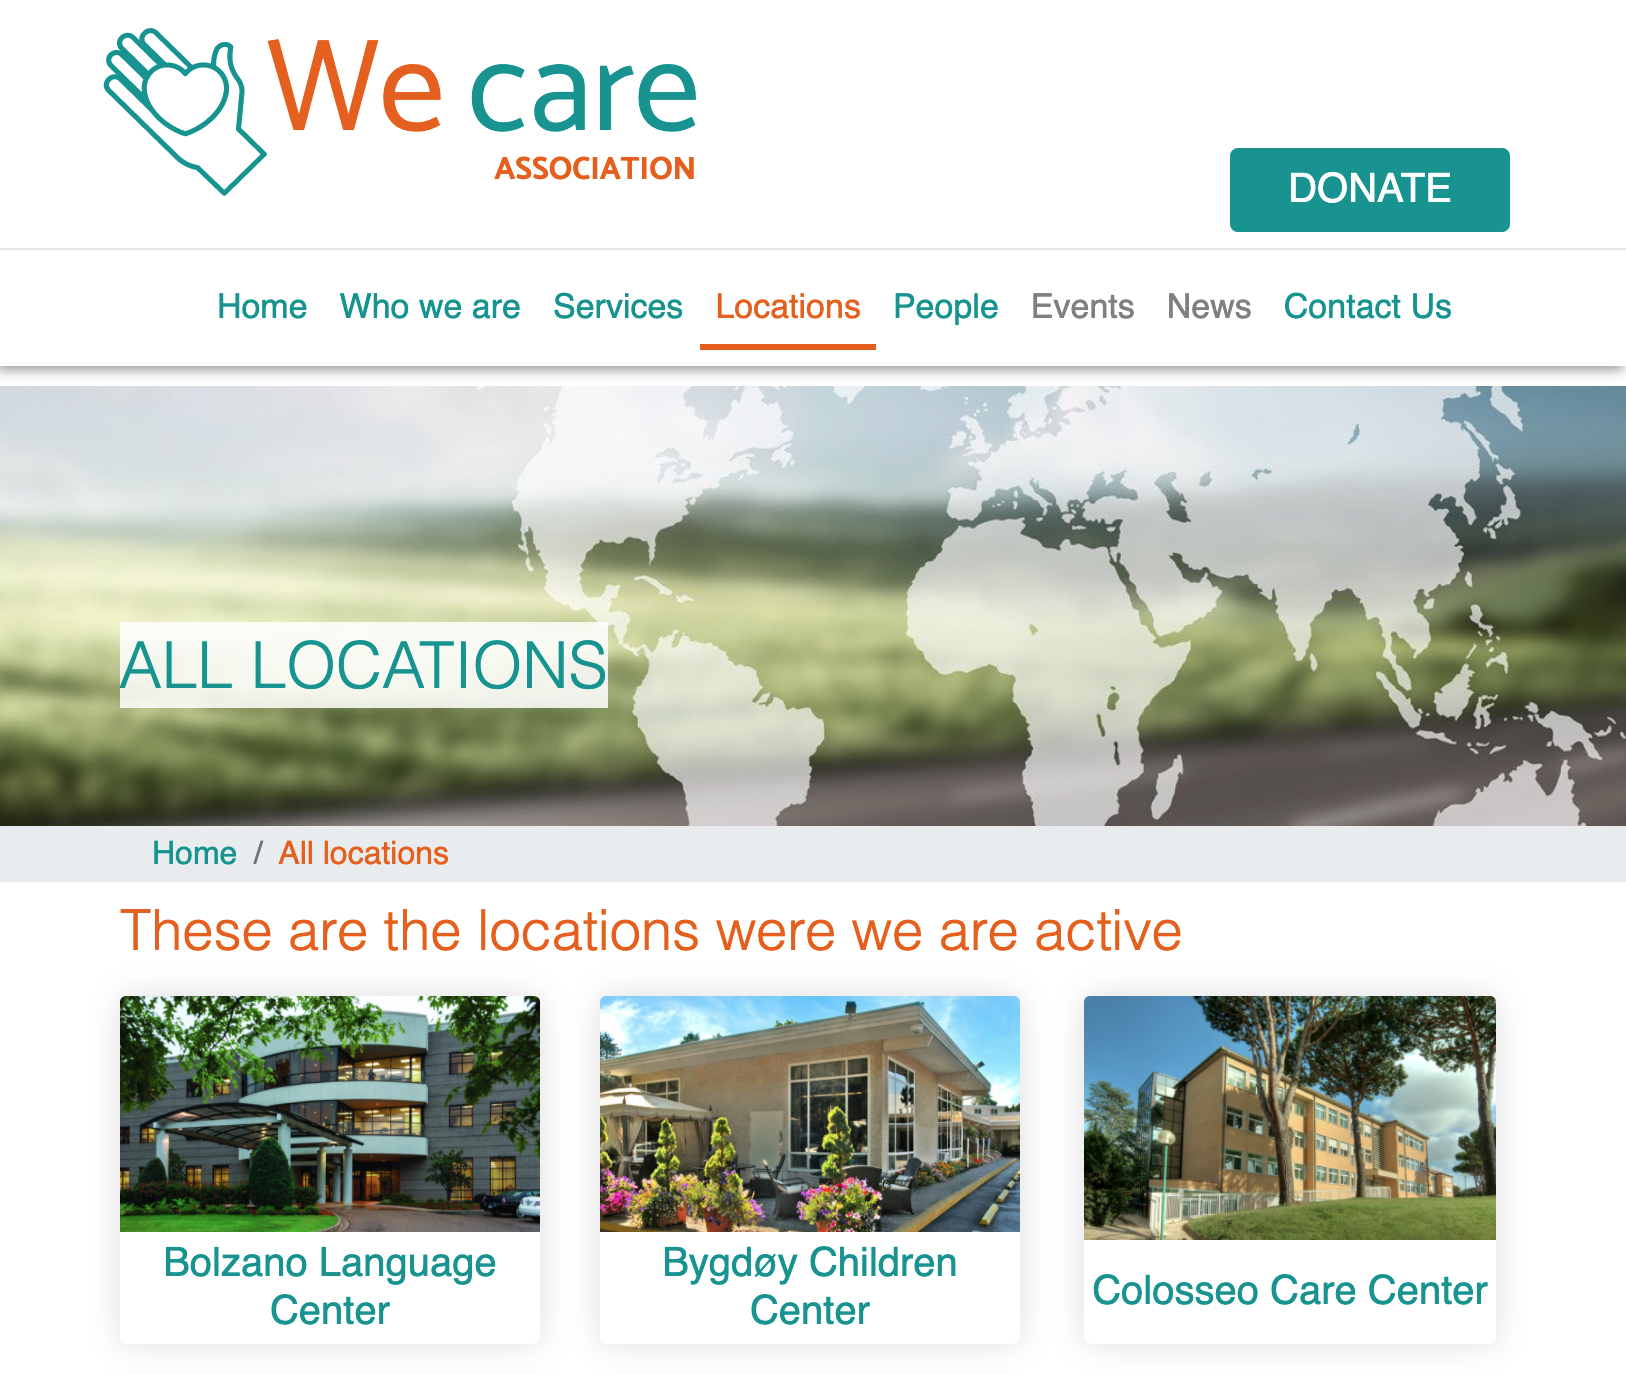 We care
ASSOCIATION
DONATE
Home Who we are Services Locations People Events News Contact Us
ALL LOCATIONS
Home / All locations
These are the locations were we are active
Bolzano Language
Center
Bygdøy Children
Center
Colosseo Care Center